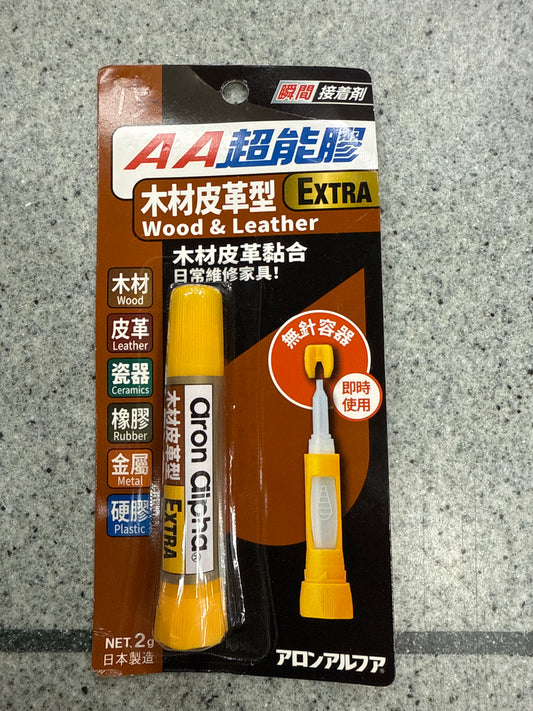 瞬間 接着剤
AA超能膠
木材皮革型 EXTRA
Wood & Leather
木材皮革黏合
日常維修家具!
木材
Wood
皮革
Leather
瓷器
Ceramics
橡膠
Rubber
金屬
Metal
硬膠
Plastic
aron alpha®
木材皮革型 EXTRA
無針容器
即時
使用
NET. 2g
日本製造
アロンアルフア®